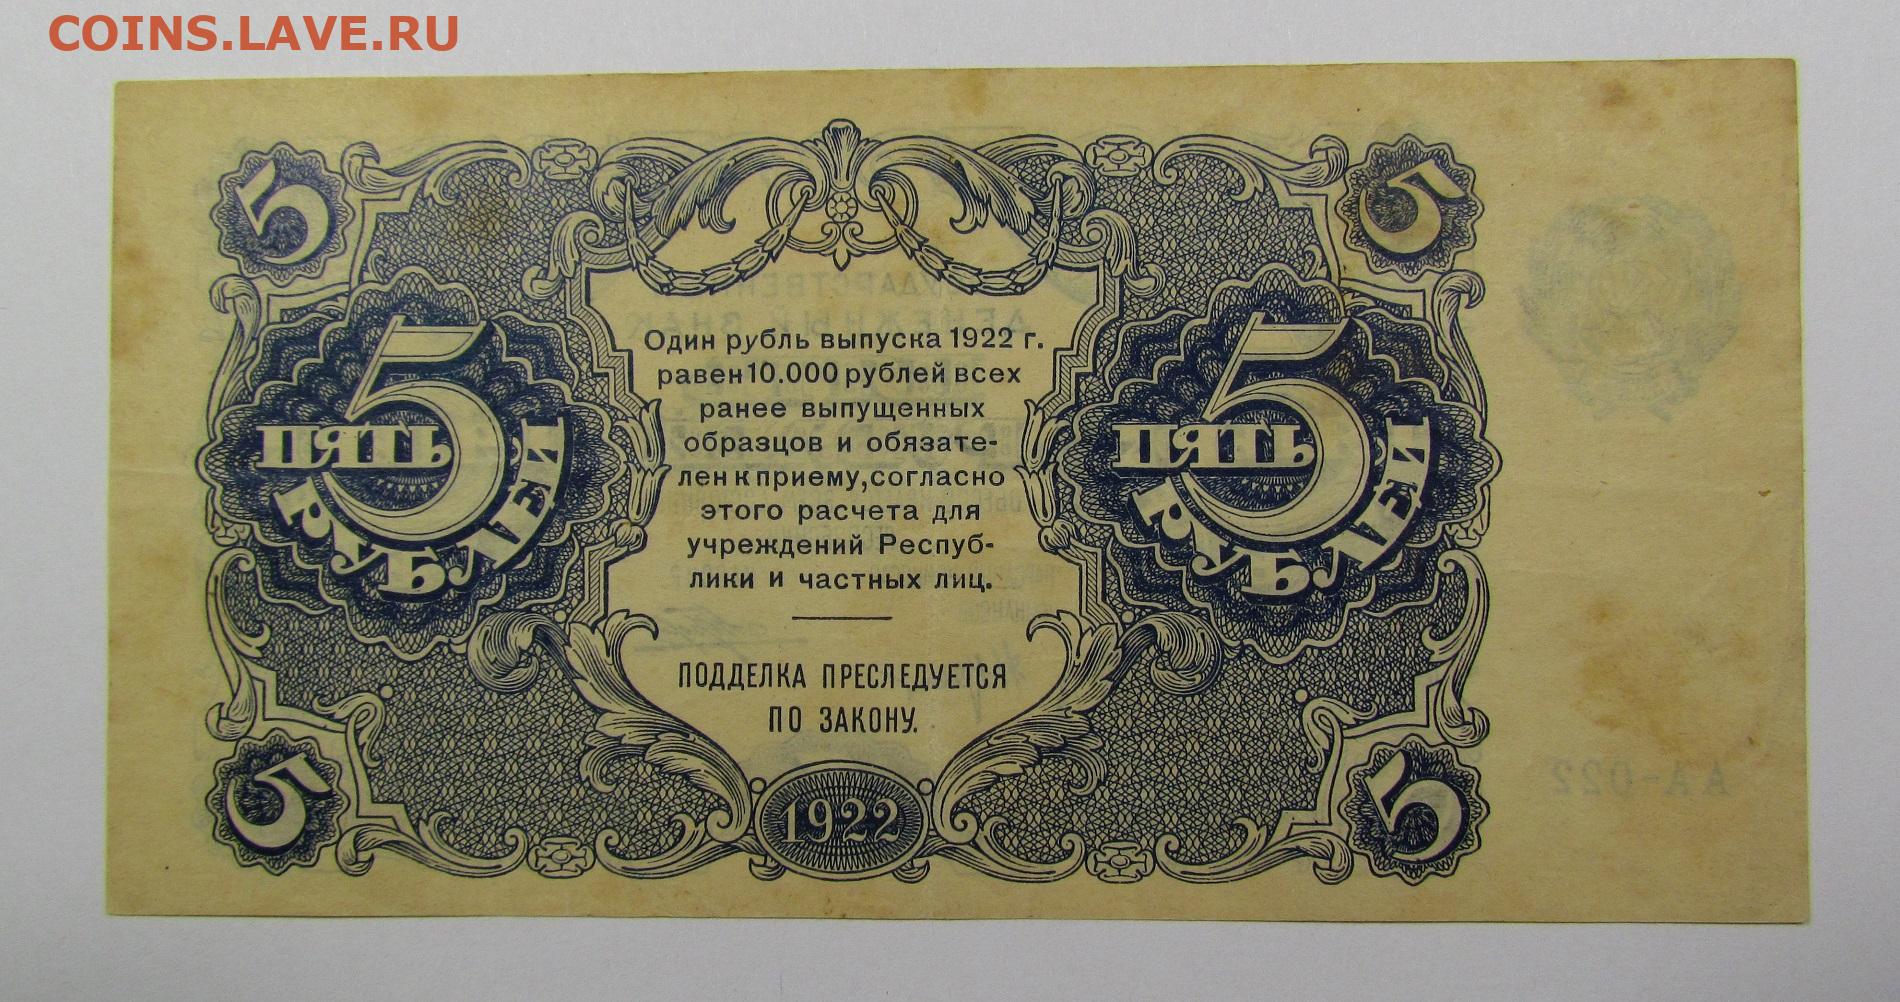 COINS.LAVE.RU
5
5
Один рубль выпуска 1922 г.
равен 10.000 рублей всех
ранее выпущенных
образцов и обязате-
лен к приему, согласно
этого расчета для
учреждений Респуб-
лики и частных лиц.
5
ПЯТЬ
РУБЛЕЙ
5
ПЯТЬ
РУБЛЕЙ
ПОДДЕЛКА ПРЕСЛЕДУЕТСЯ
ПО ЗАКОНУ.
5
1922
5
АА-022